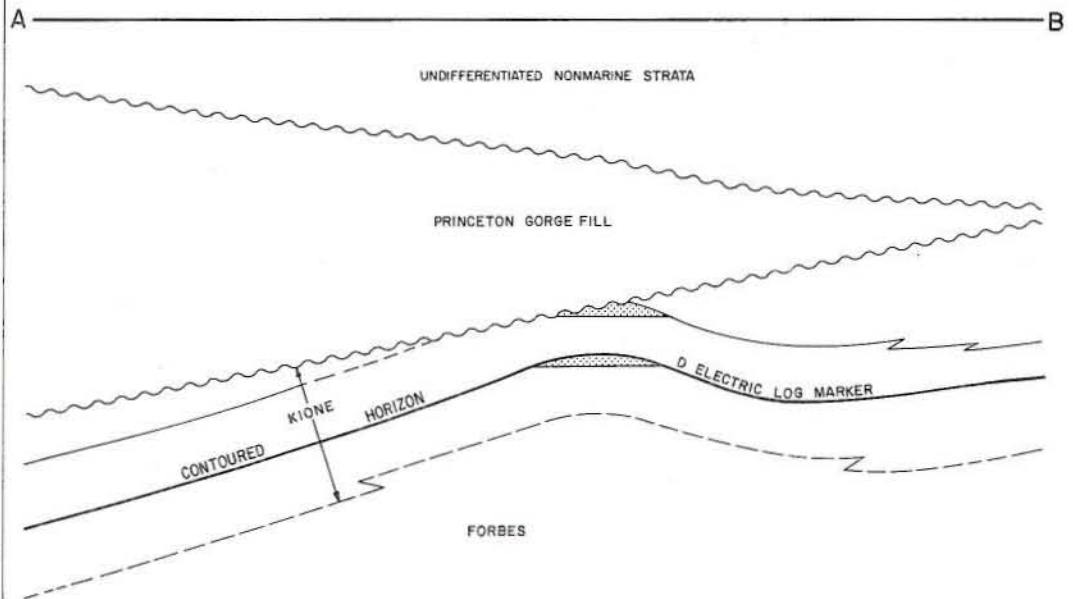 A
B
UNDIFFERENTIATED NONMARINE STRATA
PRINCETON GORGE FILL
D ELECTRIC LOG MARKER
KIONE
CONTOURED HORIZON
FORBES